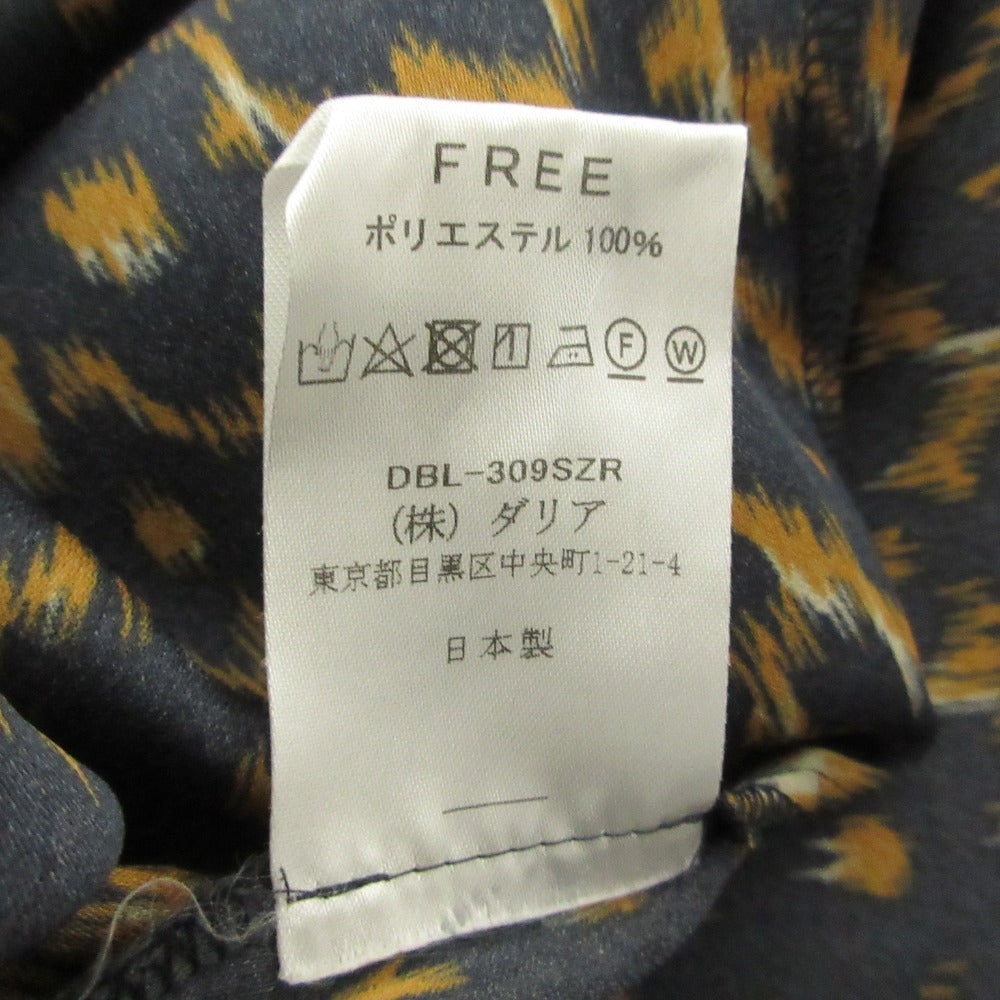 FREE
ポリエステル 100%
F W
DBL-309SZR
(株) ダリア
東京都目黒区中央町1-21-4
日本製